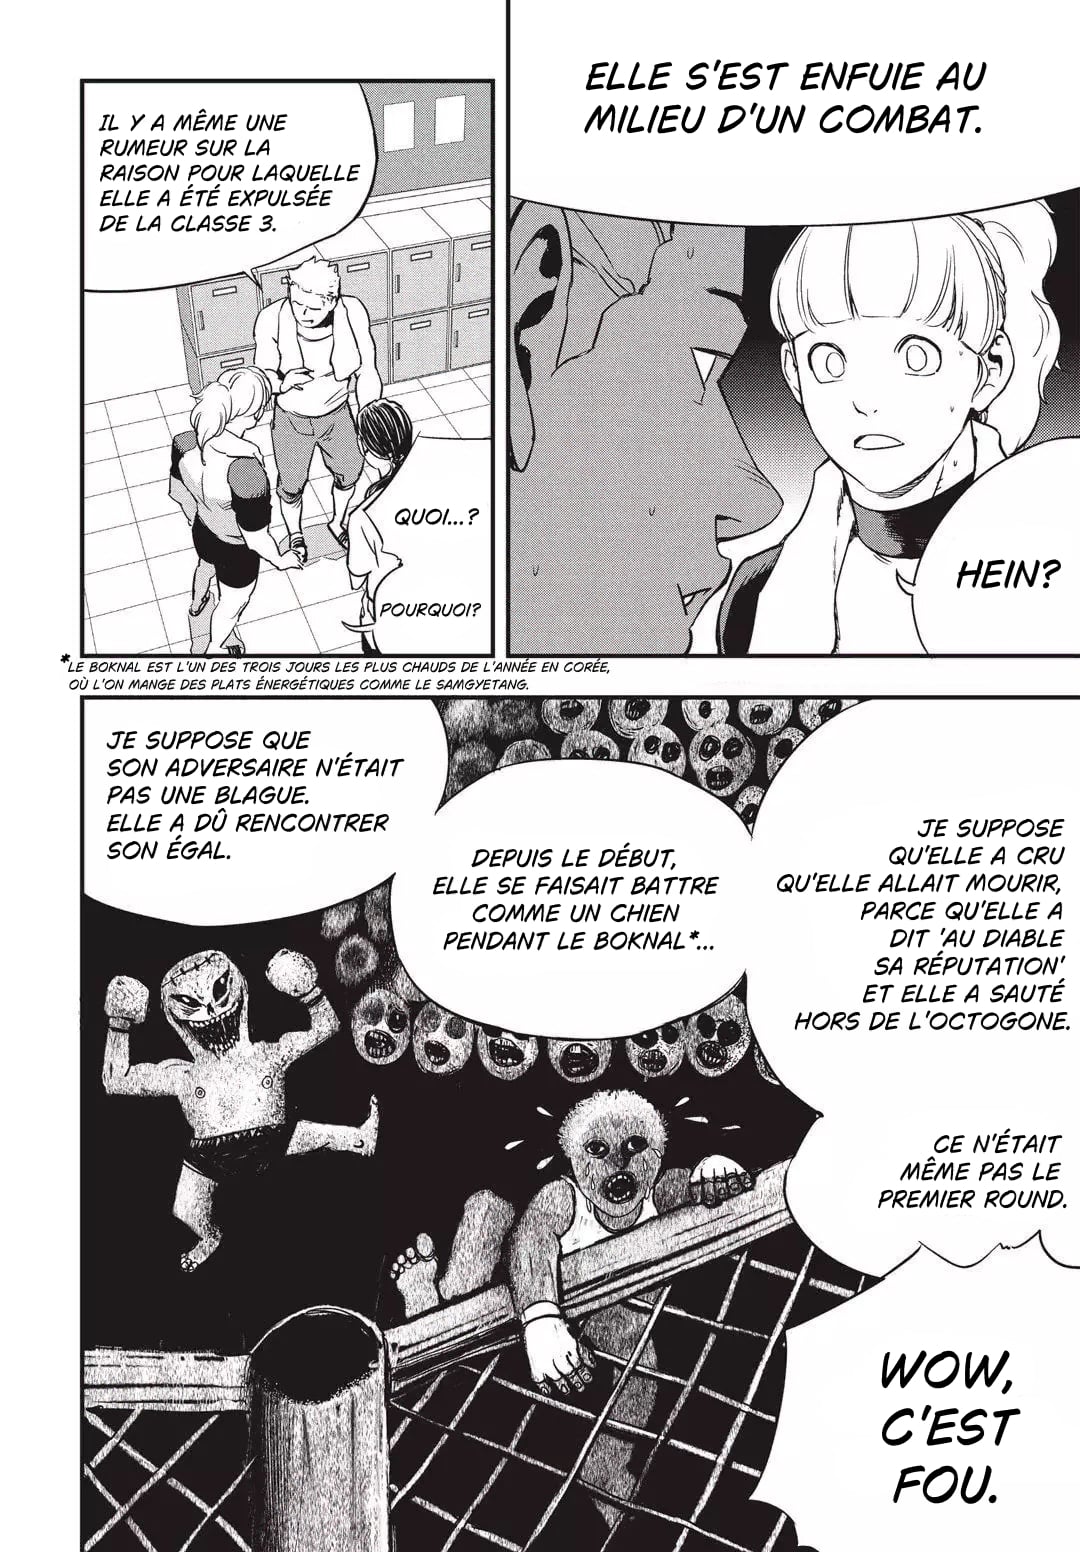 IL Y A MÊME UNE
RUMEUR SUR LA
RAISON POUR LAQUELLE
ELLE A ÉTÉ EXPULSÉE
DE LA CLASSE 3.
QUOI...?
POURQUOI?
ELLE S'EST ENFUIE AU
MILIEU D'UN COMBAT.
HEIN?
*LE BOKNAL EST L'UN DES TROIS JOURS LES PLUS CHAUDS DE L'ANNÉE EN CORÉE,
OÙ L'ON MANGE DES PLATS ÉNERGÉTIQUES COMME LE SAMGYETANG.
JE SUPPOSE QUE
SON ADVERSAIRE N'ÉTAIT
PAS UNE BLAGUE.
ELLE A DÛ RENCONTRER
SON ÉGAL.
DEPUIS LE DÉBUT,
ELLE SE FAISAIT BATTRE
COMME UN CHIEN
PENDANT LE BOKNAL*...
JE SUPPOSE
QU'ELLE A CRU
QU'ELLE ALLAIT MOURIR,
PARCE QU'ELLE A
DIT 'AU DIABLE
SA RÉPUTATION'
ET ELLE A SAUTÉ
HORS DE L'OCTOGONE.
CE N'ÉTAIT
MÊME PAS LE
PREMIER ROUND.
WOW,
C'EST
FOU.